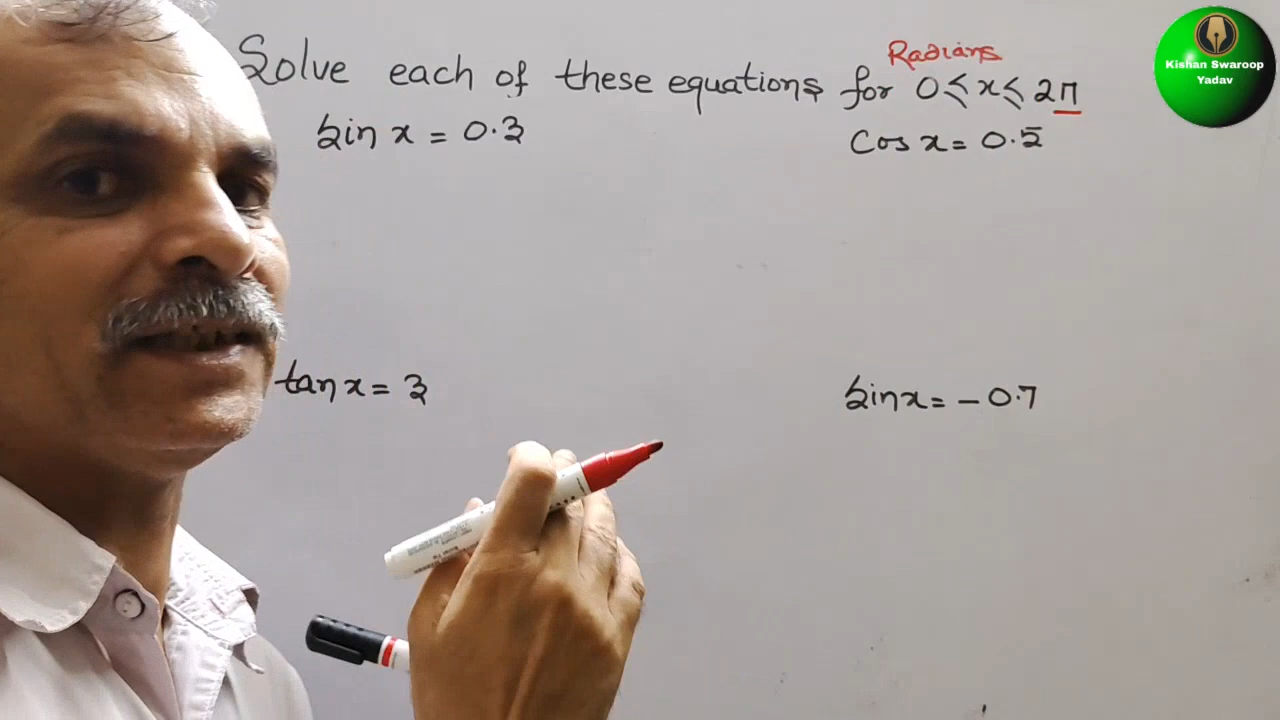 Radians
Solve each of these equations for 0 ≤ x ≤ 2π
Sin x = 0.3
Cos x = 0.5
tan x = 3
Sin x = - 0.7
Kishan Swaroop
Yadav